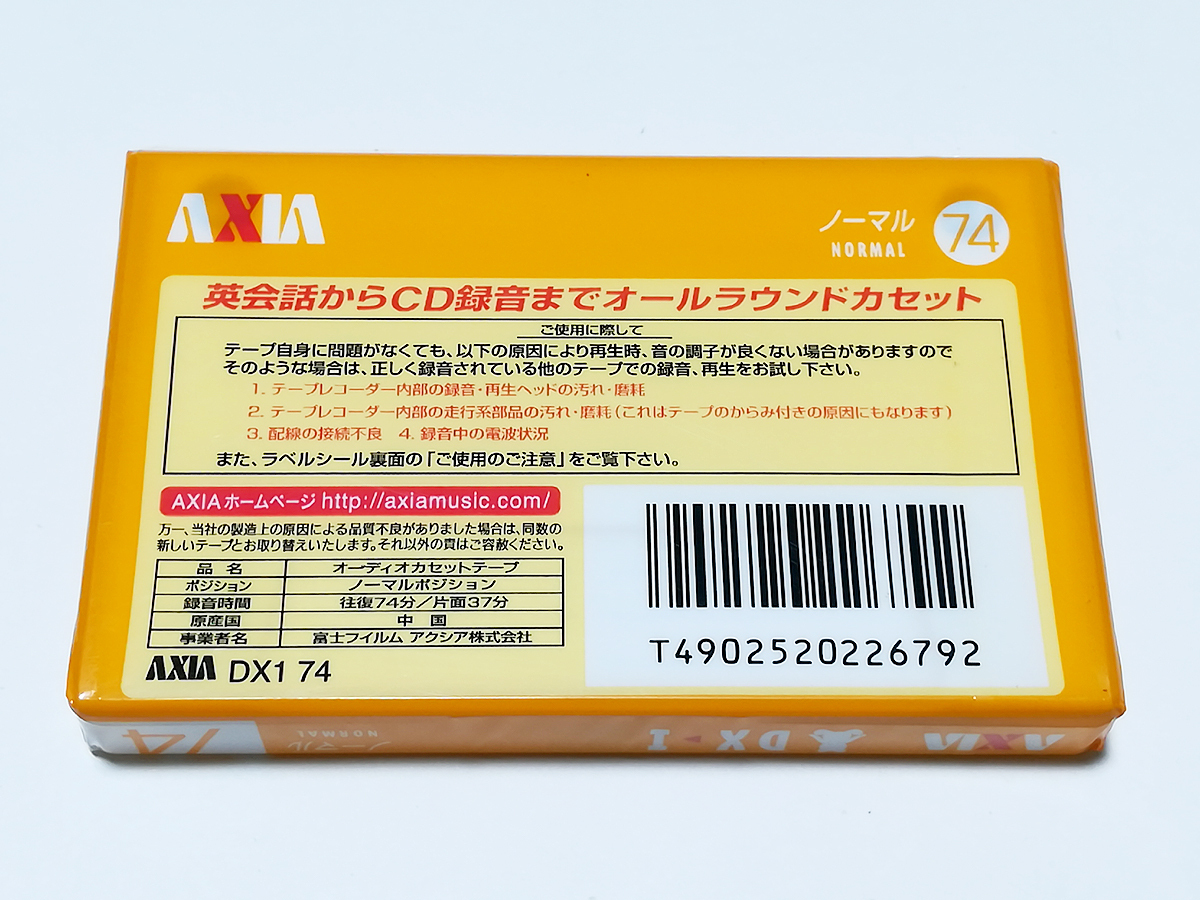 AXIA
ノーマル
NORMAL
74
英会話からCD録音までオールラウンドカセット
ご使用に際して
テープ自身に問題がなくても、以下の原因により再生時、音の調子が良くない場合がありますので
そのような場合は、正しく録音されている他のテープでの録音、再生をお試し下さい。
1. テープレコーダー内部の録音・再生ヘッドの汚れ・磨耗
2. テープレコーダー内部の走行系部品の汚れ・磨耗(これはテープのからみ付きの原因にもなります)
3. 配線の接続不良 4. 録音中の電波状況
また、ラベルシール裏面の「ご使用のご注意」をご覧下さい。
AXIAホームページ http://axiamusic.com/
万一、当社の製造上の原因による品質不良がありました場合は、同数の
新しいテープとお取り替えいたします。それ以外の責はご容赦ください。
品 名 オーディオカセットテープ
ポジション ノーマルポジション
録音時間 往復74分/片面37分
原産国 中 国
事業者名 富士フイルム アクシア株式会社
AXIA DX1 74
T4902520226792
AXIA DX-I ノーマル NORMAL 74